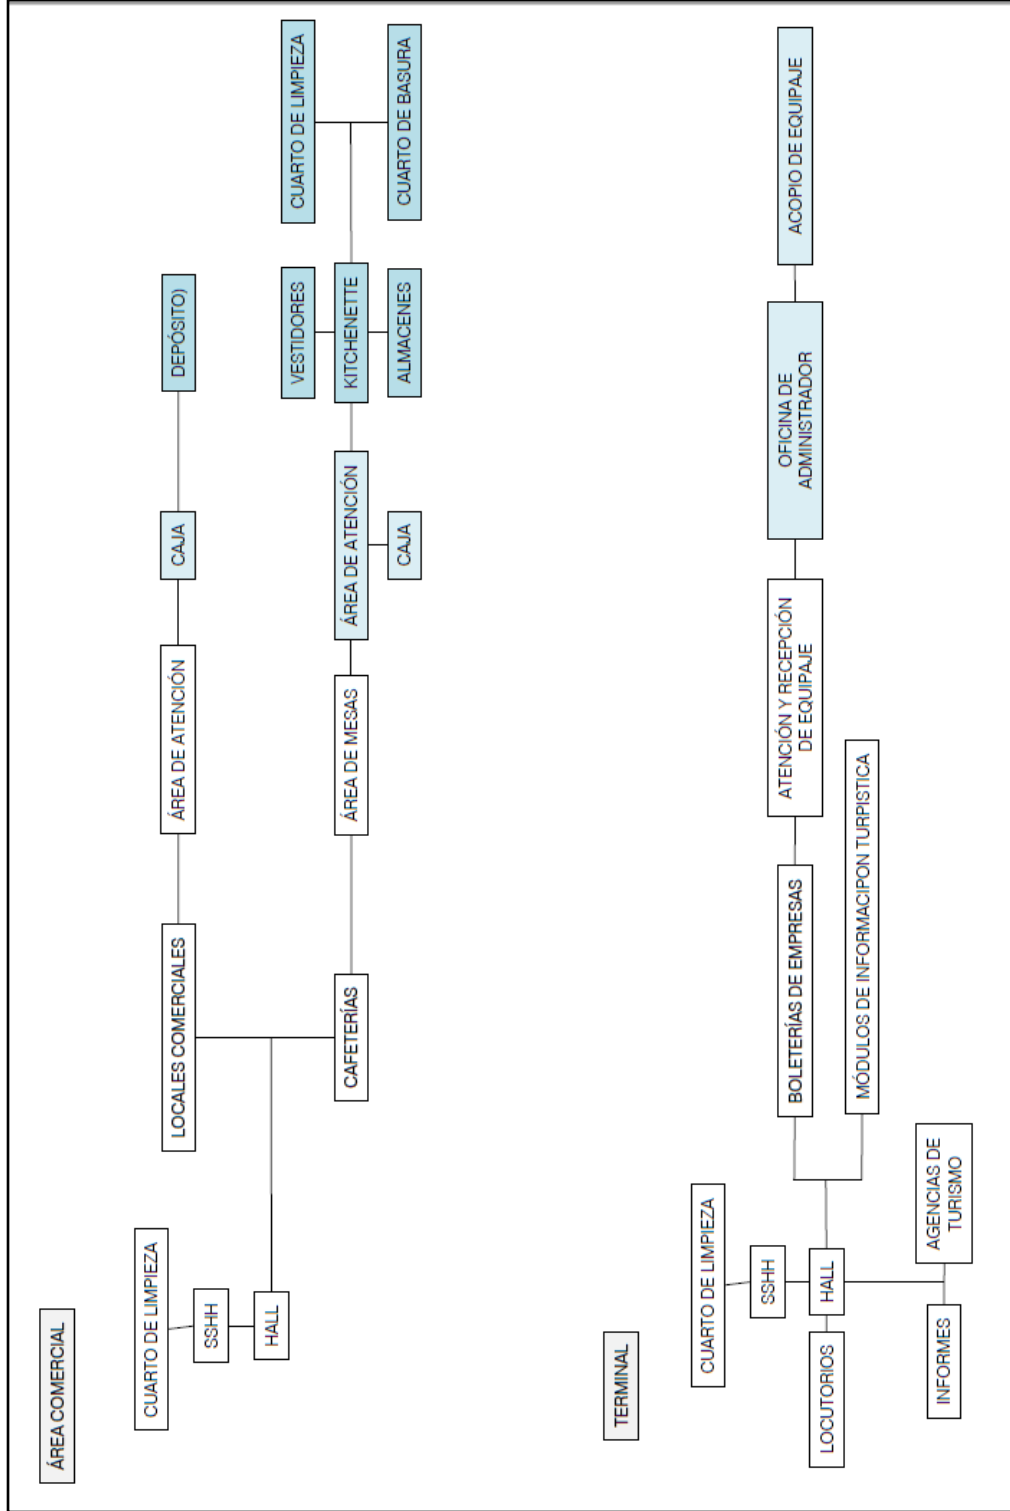 ÁREA COMERCIAL
CUARTO DE LIMPIEZA
SSHH
HALL
LOCALES COMERCIALES
ÁREA DE ATENCIÓN
CAJA
DEPÓSITO)
CAFETERÍAS
ÁREA DE MESAS
ÁREA DE ATENCIÓN
CAJA
VESTIDORES
KITCHENETTE
ALMACENES
CUARTO DE LIMPIEZA
CUARTO DE BASURA
TERMINAL
CUARTO DE LIMPIEZA
SSHH
LOCUTORIOS
HALL
INFORMES
AGENCIAS DE
TURISMO
BOLETERÍAS DE EMPRESAS
MÓDULOS DE INFORMACIPON TURPISTICA
ATENCIÓN Y RECEPCIÓN
DE EQUIPAJE
OFICINA DE
ADMINISTRADOR
ACOPIO DE EQUIPAJE